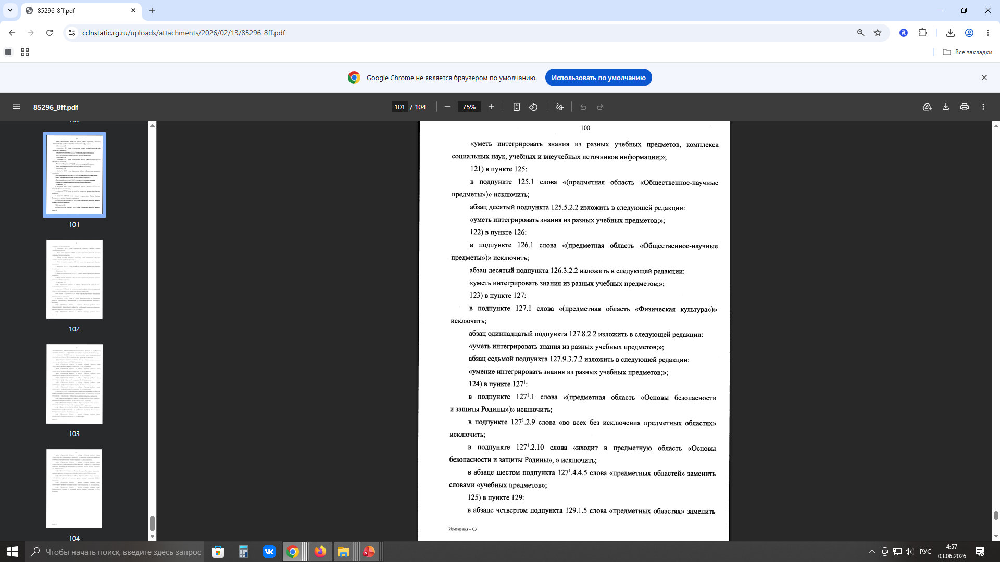 85296_8ff.pdf
cdnstatic.rg.ru/uploads/attachments/2026/02/13/85296_8ff.pdf
Все закладки
Google Chrome не является браузером по умолчанию.
Использовать по умолчанию
85296_8ff.pdf
101 / 104
75%
101
102
103
104
100
«уметь интегрировать знания из разных учебных предметов, комплекса
социальных наук, учебных и внеучебных источников информации;»;
121) в пункте 125:
в подпункте 125.1 слова «(предметная область «Общественное-научные
предметы»)» исключить;
абзац десятый подпункта 125.5.2.2 изложить в следующей редакции:
«уметь интегрировать знания из разных учебных предметов;»;
122) в пункте 126:
в подпункте 126.1 слова «(предметная область «Общественное-научные
предметы»)» исключить;
абзац десятый подпункта 126.3.2.2 изложить в следующей редакции:
«уметь интегрировать знания из разных учебных предметов;»;
123) в пункте 127:
в подпункте 127.1 слова «(предметная область «Физическая культура»)»
исключить;
абзац одиннадцатый подпункта 127.8.2.2 изложить в следующей редакции:
«уметь интегрировать знания из разных учебных предметов;»;
абзац седьмой подпункта 127.9.3.7.2 изложить в следующей редакции:
«умение интегрировать знания из разных учебных предметов;»;
124) в пункте 127¹:
в подпункте 127¹.1 слова «(предметная область «Основы безопасности
и защиты Родины»)» исключить;
в подпункте 127¹.2.9 слова «во всех без исключения предметных областях»
исключить;
в подпункте 127¹.2.10 слова «входит в предметную область «Основы
безопасности и защиты Родины», » исключить;
в абзаце шестом подпункта 127¹.4.4.5 слова «предметных областей» заменить
словами «учебных предметов»;
125) в пункте 129:
в абзаце четвертом подпункта 129.1.5 слова «предметных областях» заменить
Изменения – 03
Чтобы начать поиск, введите здесь запрос
РУС
4:57
03.06.2026